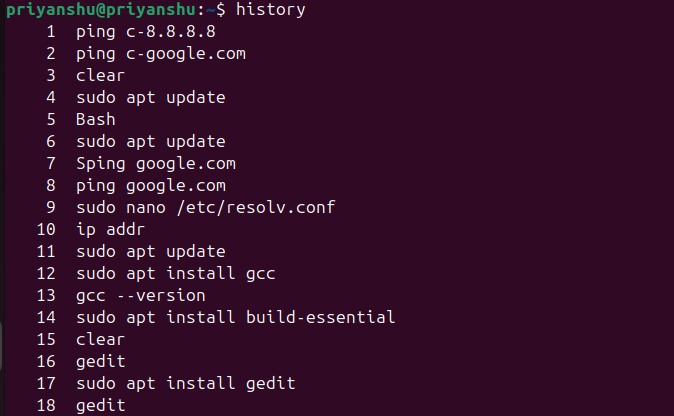 priyanshu@priyanshu:~$ history
1 ping c-8.8.8.8
2 ping c-google.com
3 clear
4 sudo apt update
5 Bash
6 sudo apt update
7 Sping google.com
8 ping google.com
9 sudo nano /etc/resolv.conf
10 ip addr
11 sudo apt update
12 sudo apt install gcc
13 gcc --version
14 sudo apt install build-essential
15 clear
16 gedit
17 sudo apt install gedit
18 gedit